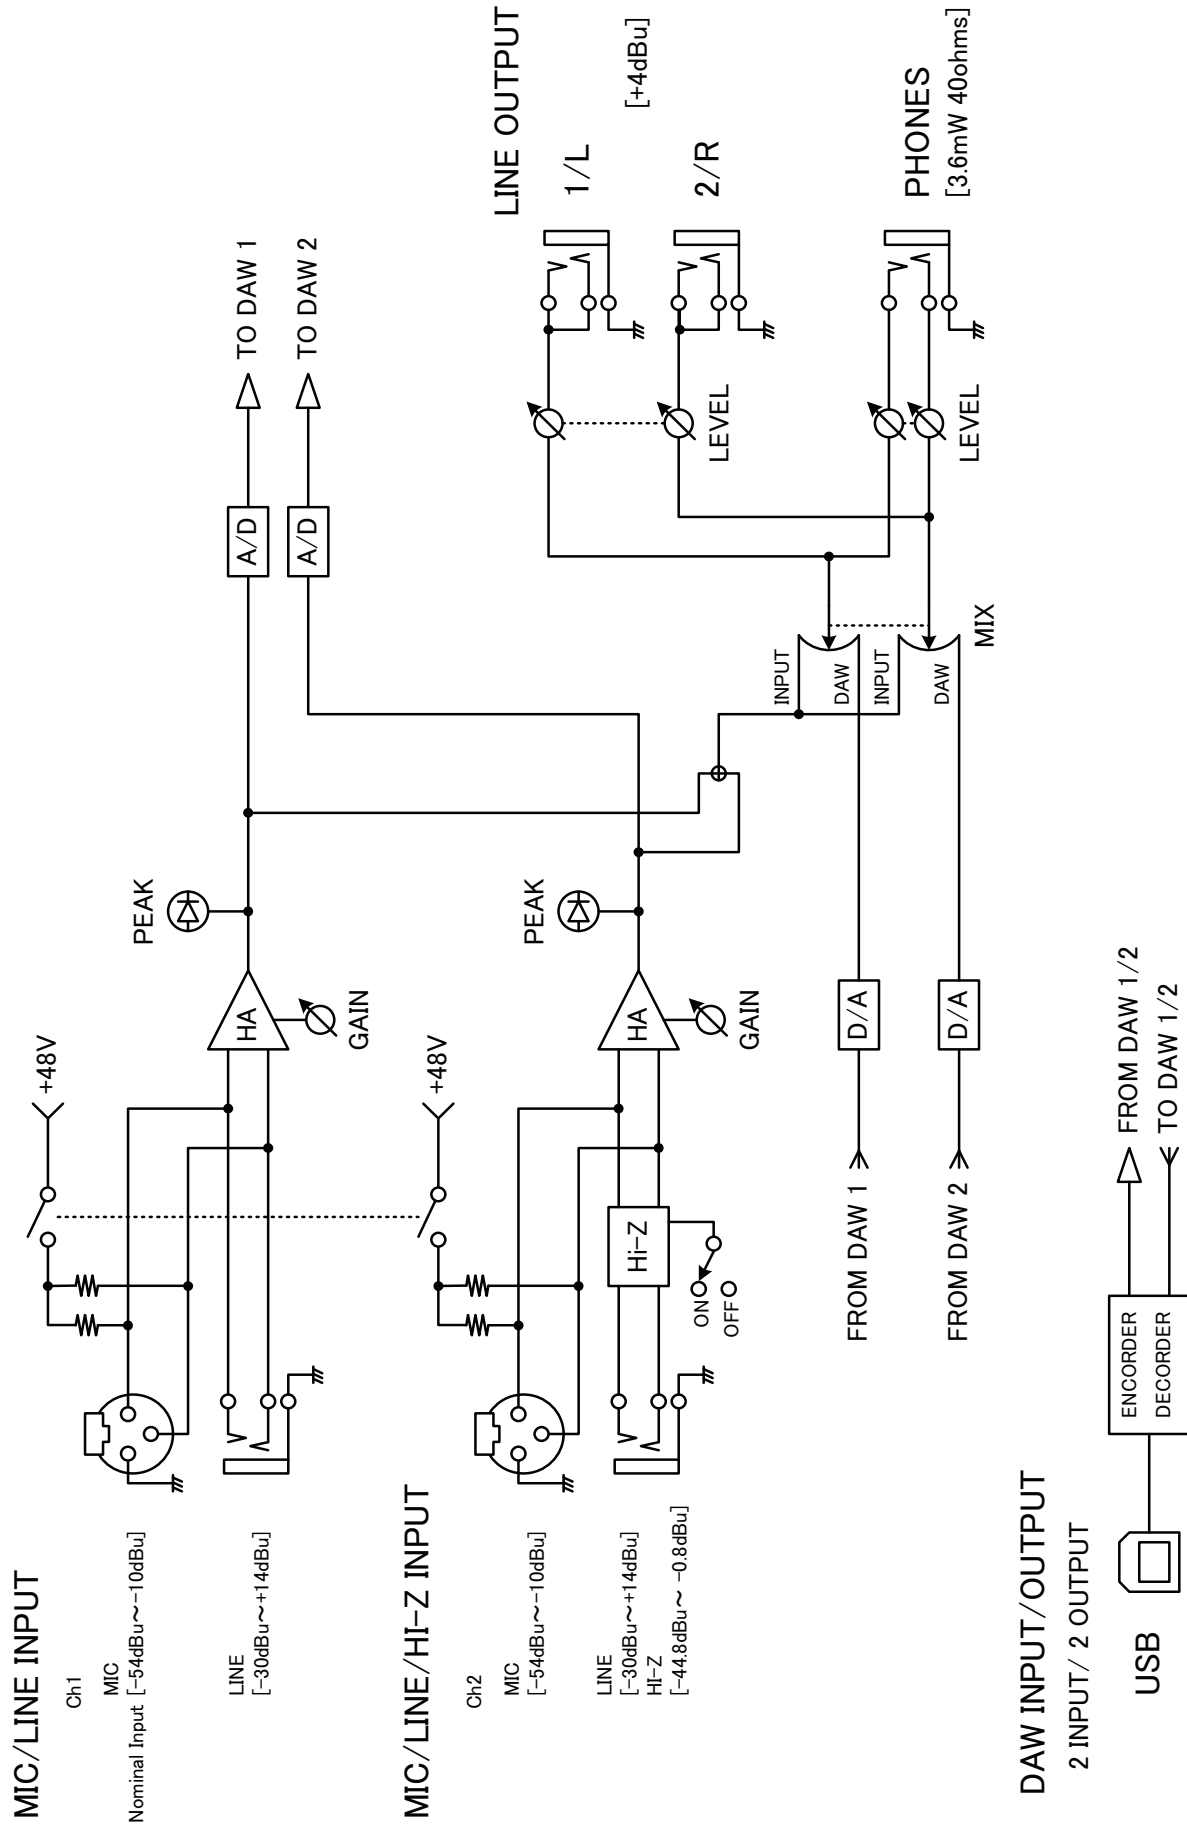 MIC/LINE INPUT
Ch1
MIC
Nominal Input [-54dBu～-10dBu]
LINE
[-30dBu～+14dBu]
+48V
HA
GAIN
PEAK
A/D
TO DAW 1
A/D
TO DAW 2
MIC/LINE/HI-Z INPUT
Ch2
MIC
[-54dBu～-10dBu]
LINE
[-30dBu～+14dBu]
HI-Z
[-44.8dBu～ -0.8dBu]
+48V
Hi-Z
ON
OFF
HA
GAIN
PEAK
LINE OUTPUT
1/L
[+4dBu]
2/R
LEVEL
PHONES
[3.6mW 40ohms]
LEVEL
INPUT
DAW
INPUT
DAW
MIX
FROM DAW 1
D/A
FROM DAW 2
D/A
DAW INPUT/OUTPUT
2 INPUT/ 2 OUTPUT
USB
ENCORDER
DECORDER
FROM DAW 1/2
TO DAW 1/2